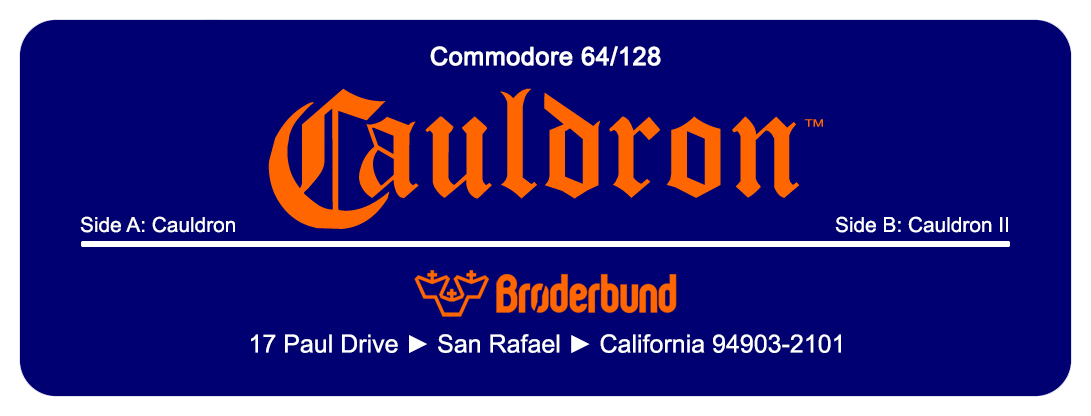 Commodore 64/128
Cauldron™
Side A: Cauldron
Side B: Cauldron II
Brøderbund
17 Paul Drive ► San Rafael ► California 94903-2101